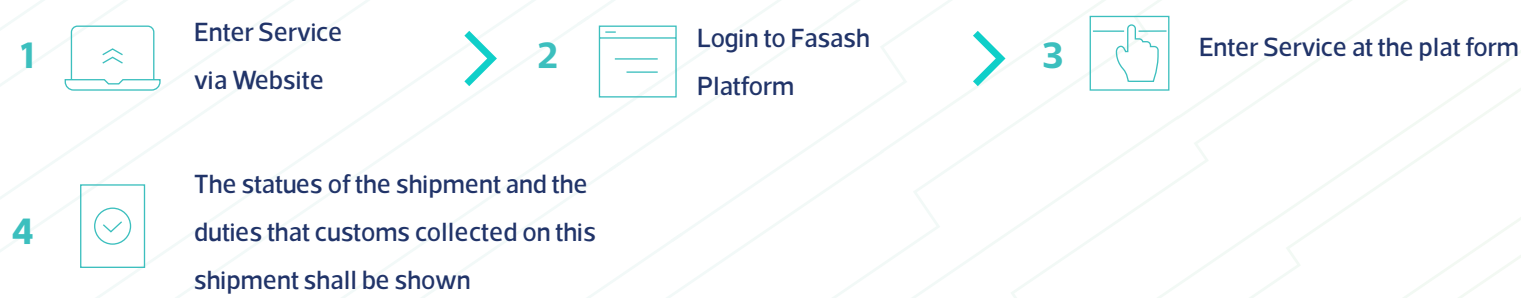 1
Enter Service
via Website
2
Login to Fasash
Platform
3
Enter Service at the plat form
4
The statues of the shipment and the
duties that customs collected on this
shipment shall be shown